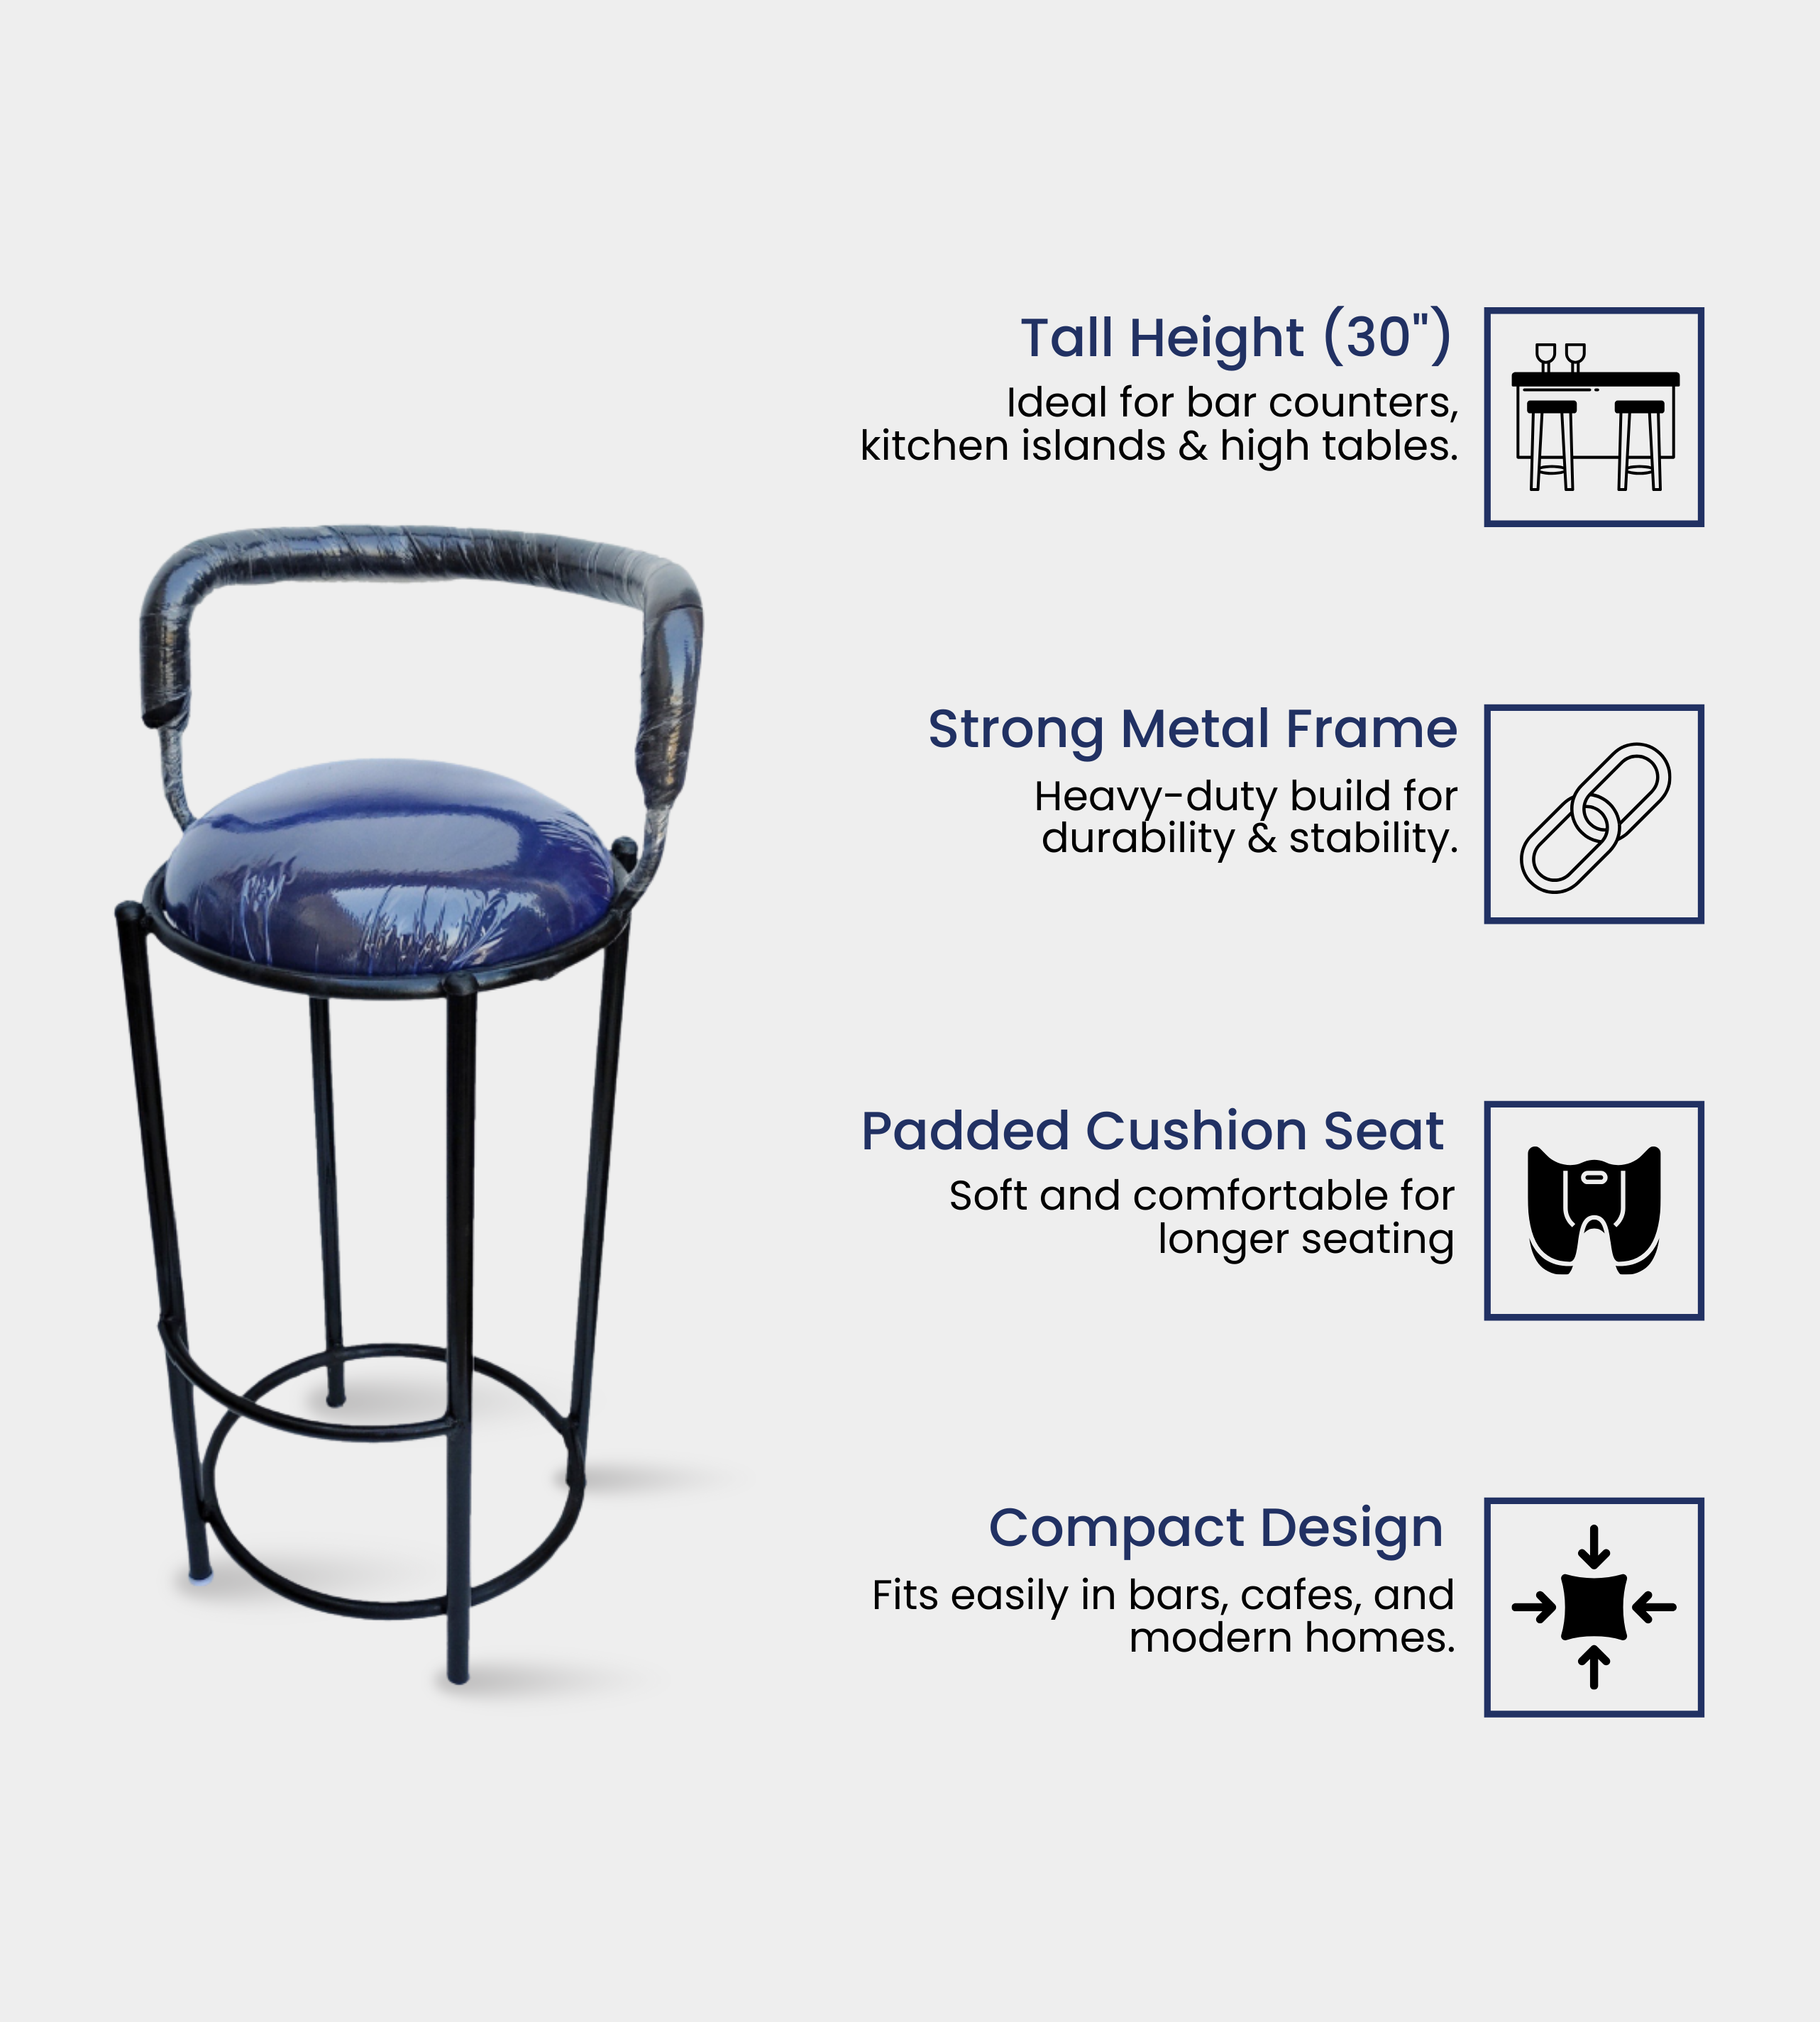 Tall Height (30")
Ideal for bar counters,
kitchen islands & high tables.
Strong Metal Frame
Heavy-duty build for
durability & stability.
Padded Cushion Seat
Soft and comfortable for
longer seating
Compact Design
Fits easily in bars, cafes, and
modern homes.